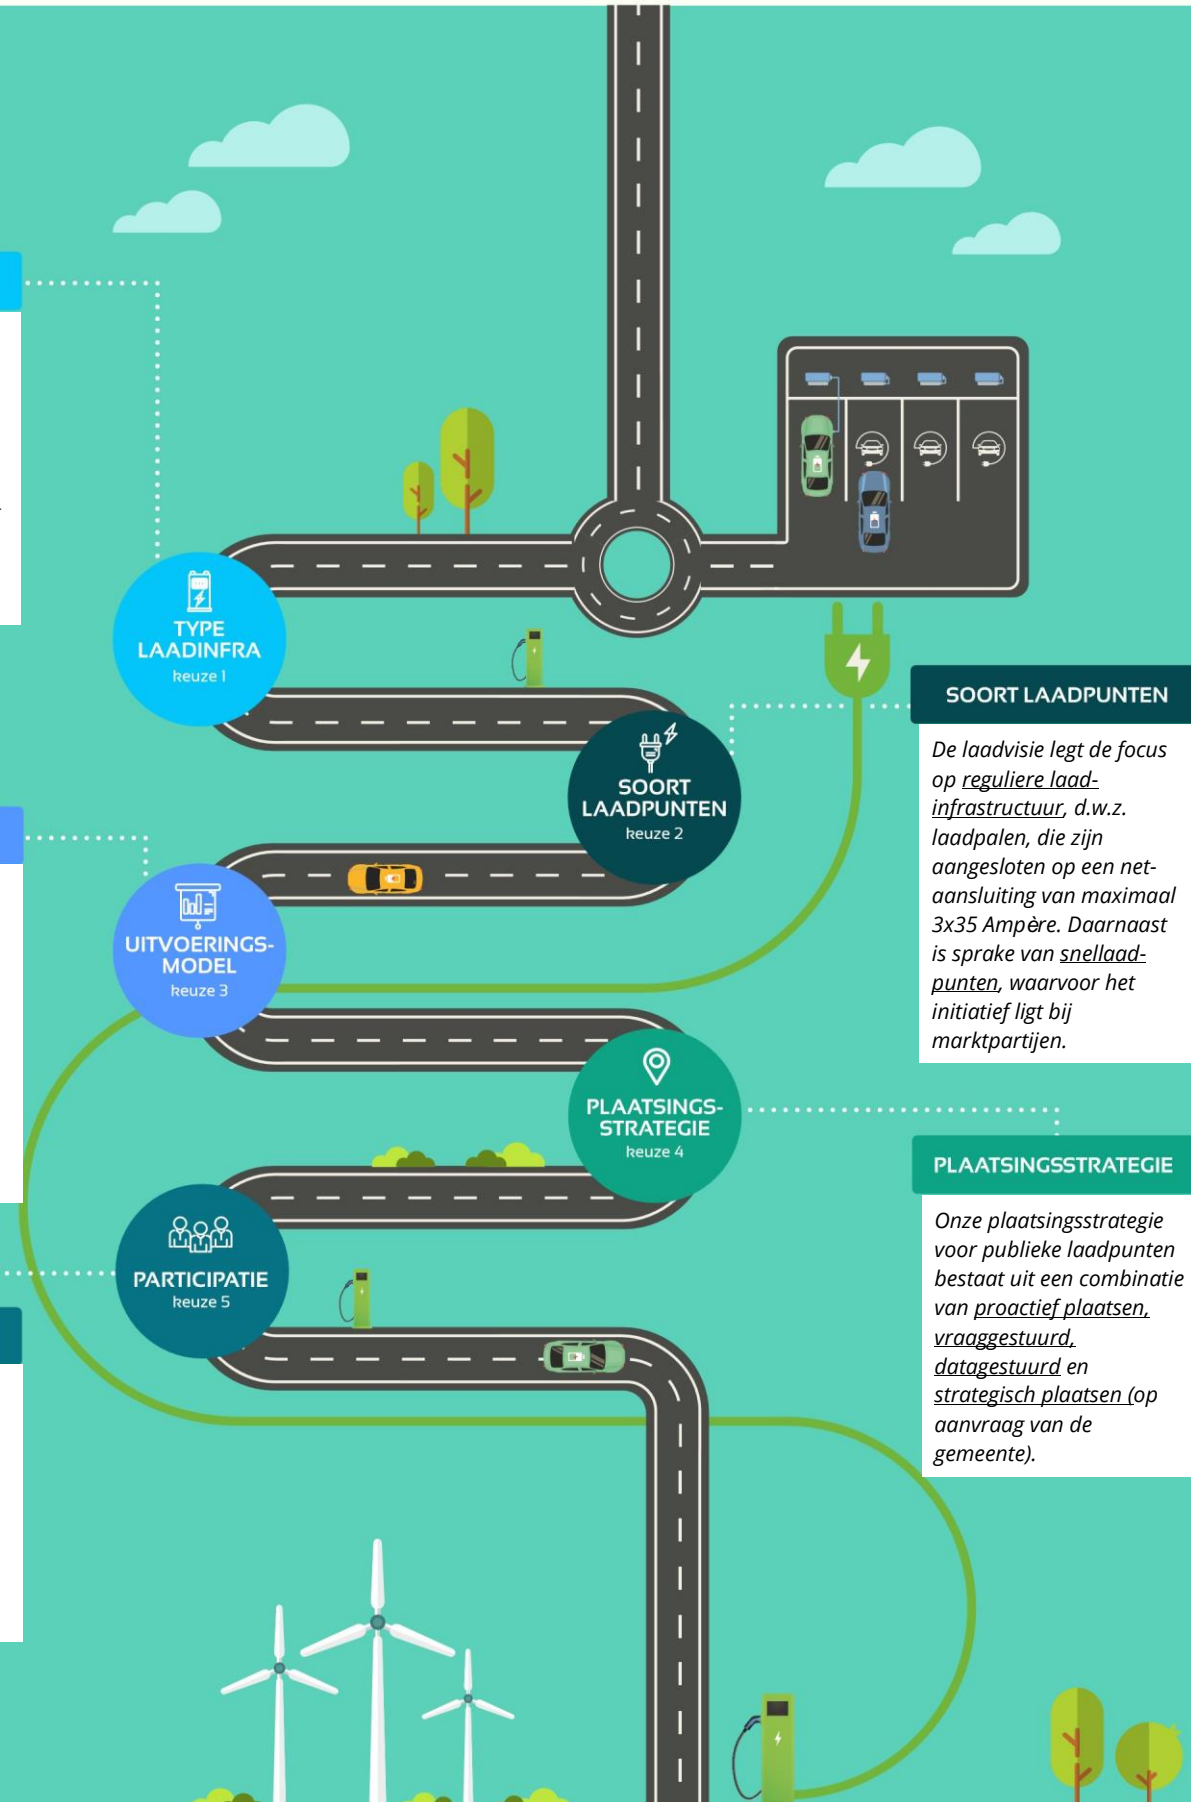 TYPE
LAADINFRA
keuze 1
SOORT
LAADPUNTEN
keuze 2
SOORT LAADPUNTEN
De laadvisie legt de focus
op reguliere laad-
infrastructuur, d.w.z.
laadpalen, die zijn
aangesloten op een net-
aansluiting van maximaal
3x35 Ampère. Daarnaast
is sprake van snellaad-
punten, waarvoor het
initiatief ligt bij
marktpartijen.
UITVOERINGS-
MODEL
keuze 3
PLAATSINGS-
STRATEGIE
keuze 4
PLAATSINGSSTRATEGIE
Onze plaatsingsstrategie
voor publieke laadpunten
bestaat uit een combinatie
van proactief plaatsen,
vraaggestuurd,
datagestuurd en
strategisch plaatsen (op
aanvraag van de
gemeente).
PARTICIPATIE
keuze 5